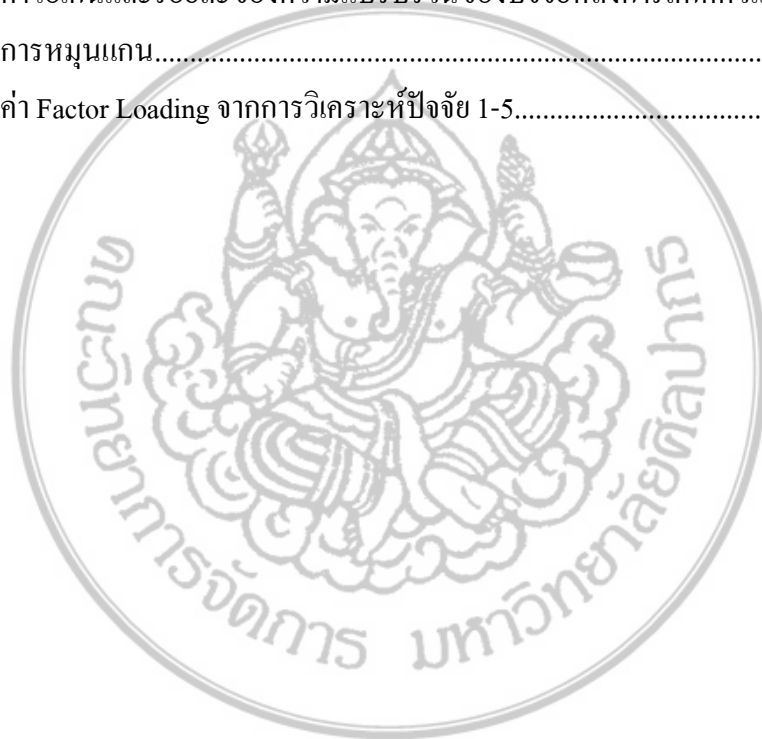 การหมุนแกน................................................................................
ค่า Factor Loading จากการวิเคราะห์ปัจจัย 1-5..............................
คณะวิทยาการจัดการ มหาวิทยาลัยศิลปากร